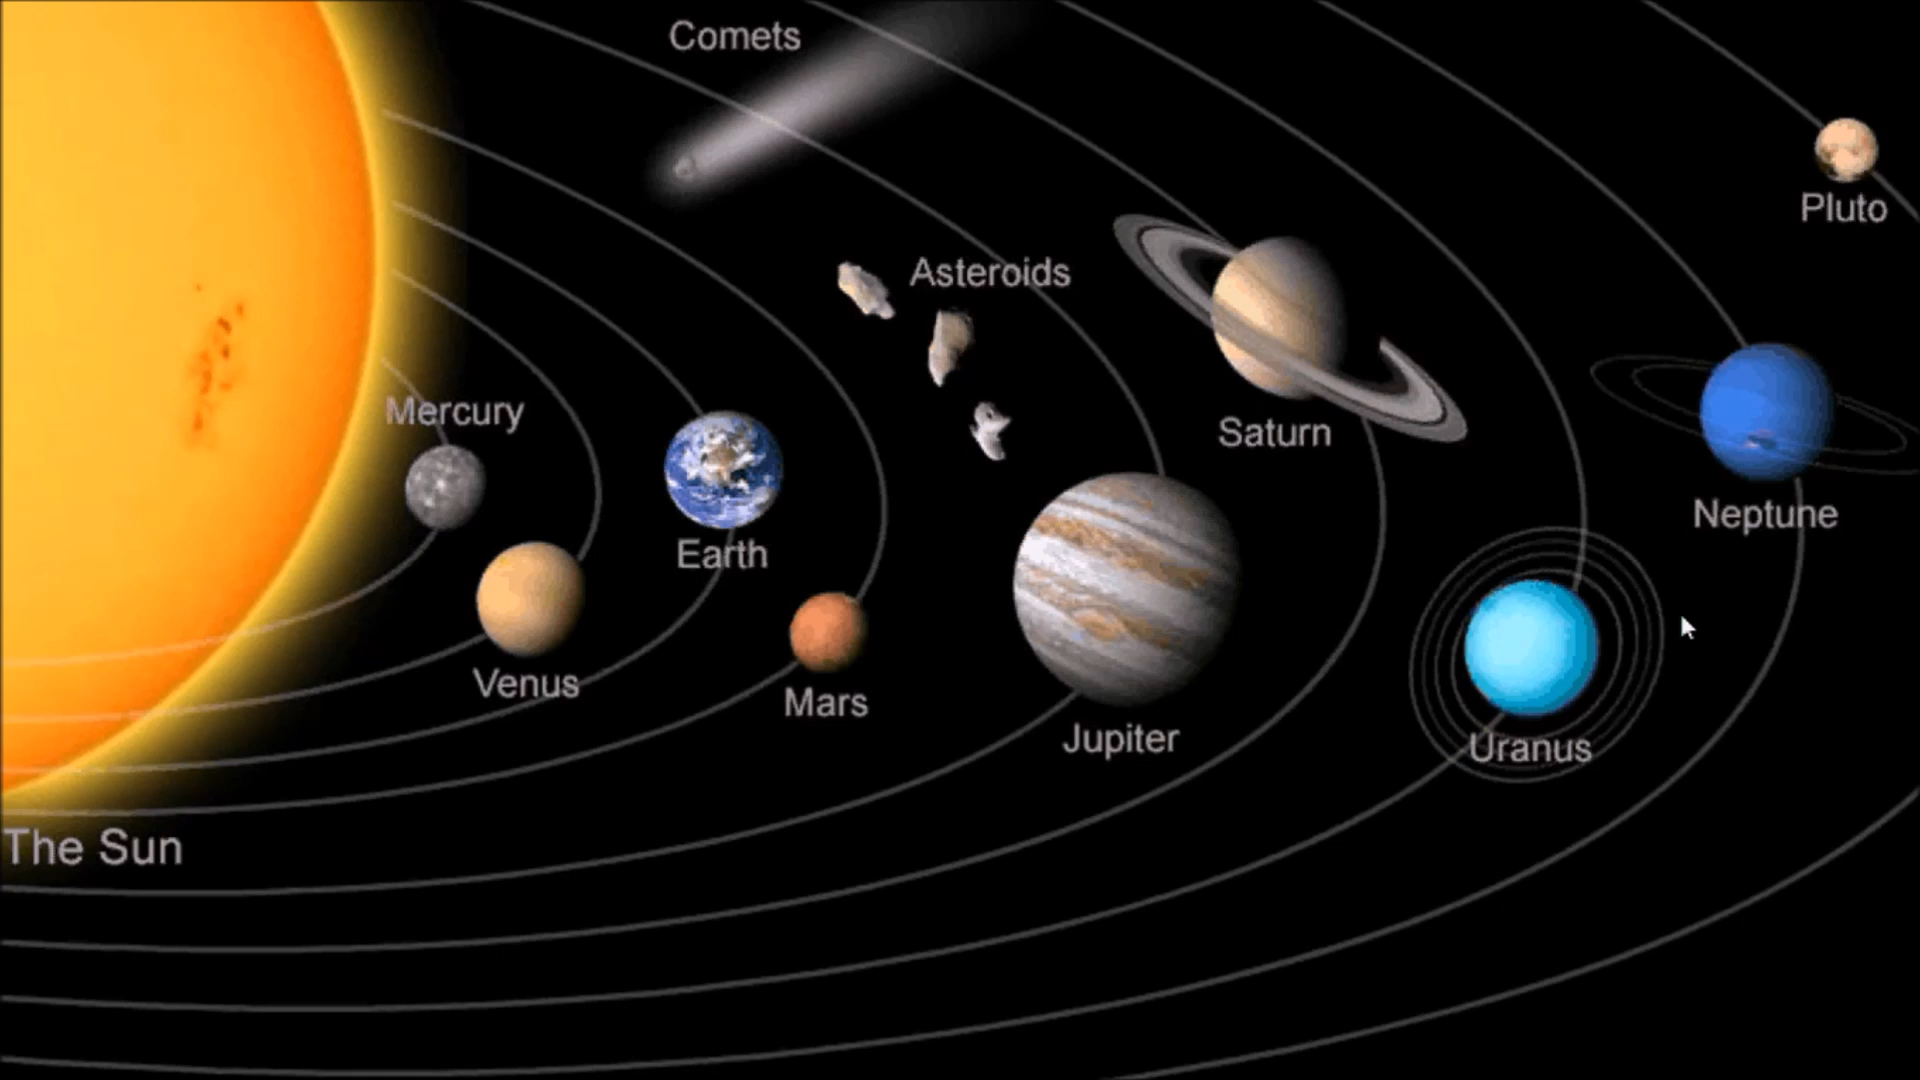 Comets
Pluto
Asteroids
Mercury
Saturn
Neptune
Earth
Venus
Mars
Jupiter
Uranus
The Sun